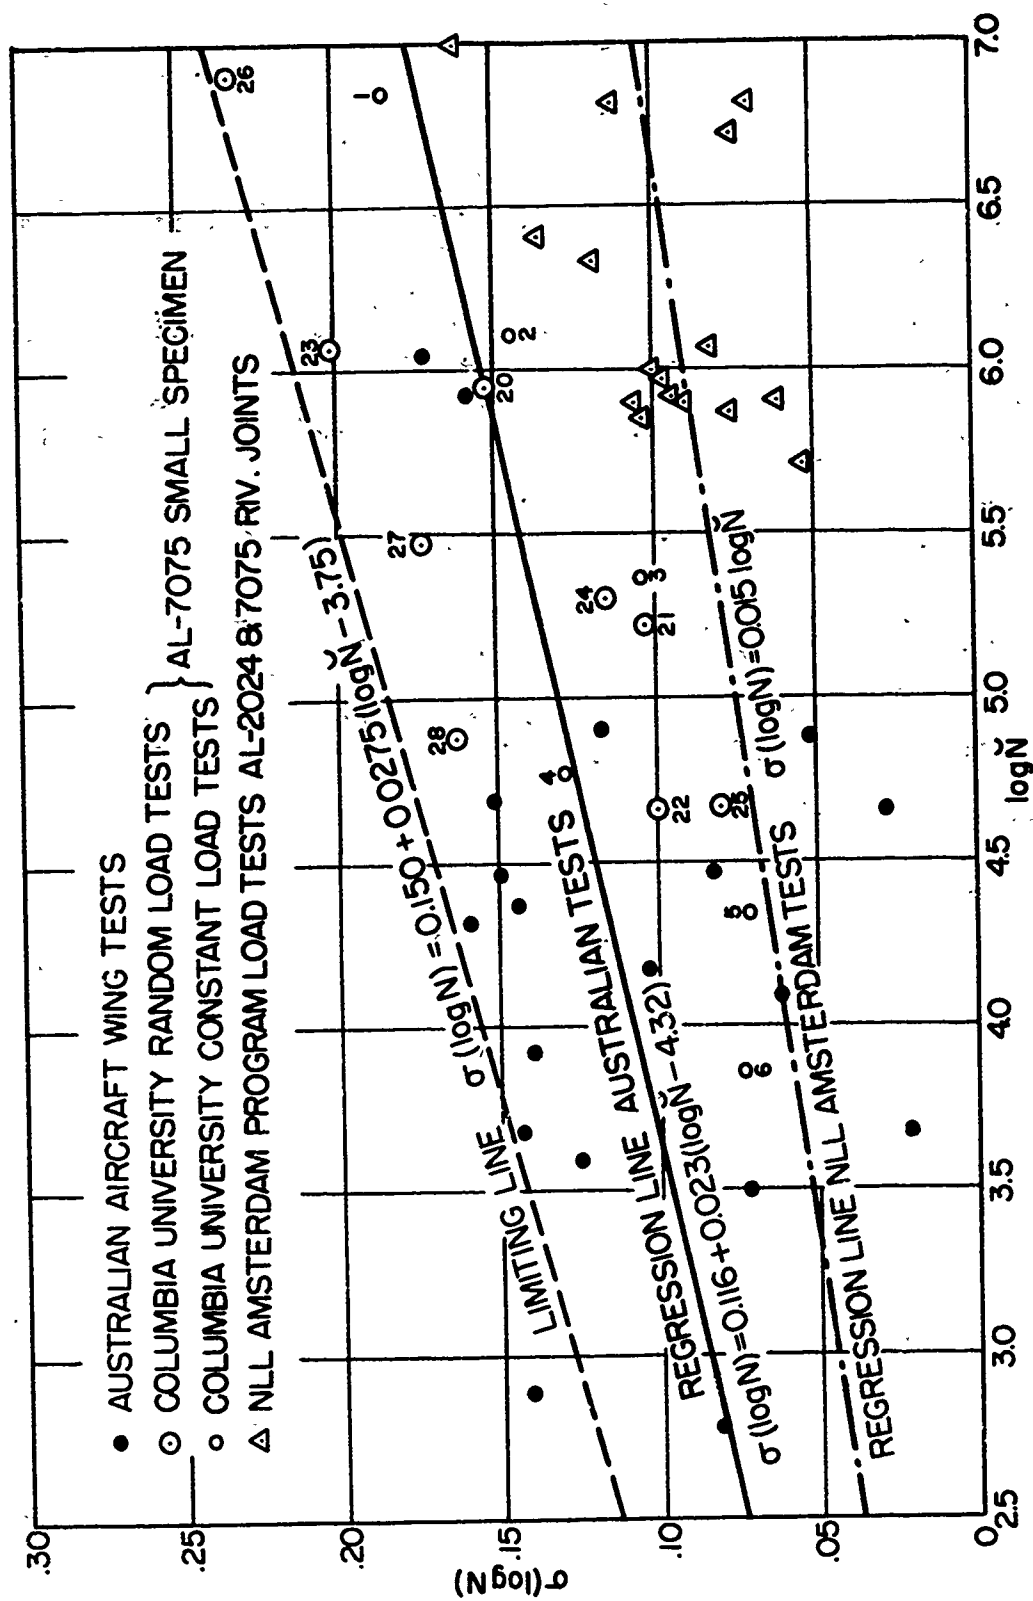 ● AUSTRALIAN AIRCRAFT WING TESTS
⊙ COLUMBIA UNIVERSITY RANDOM LOAD TESTS
○ COLUMBIA UNIVERSITY CONSTANT LOAD TESTS
} AL-7075 SMALL SPECIMEN
△ NLL AMSTERDAM PROGRAM LOAD TESTS AL-2024 & 7075 RIV. JOINTS
σ(logN)
.30
.25
.20
.15
.10
.05
0
LIMITING LINE σ(logN) = 0.150 + 0.0275(logÑ - 3.75)
REGRESSION LINE AUSTRALIAN TESTS
σ(logN)=0.116+0.023(logÑ - 4.32)
REGRESSION LINE NLL AMSTERDAM TESTS
σ(logN)=0.015 logÑ
26
1
23
2
20
27
24
3
21
28
4
22
25
5
6
2.5
3.0
3.5
4.0
4.5
5.0
5.5
6.0
6.5
7.0
logÑ